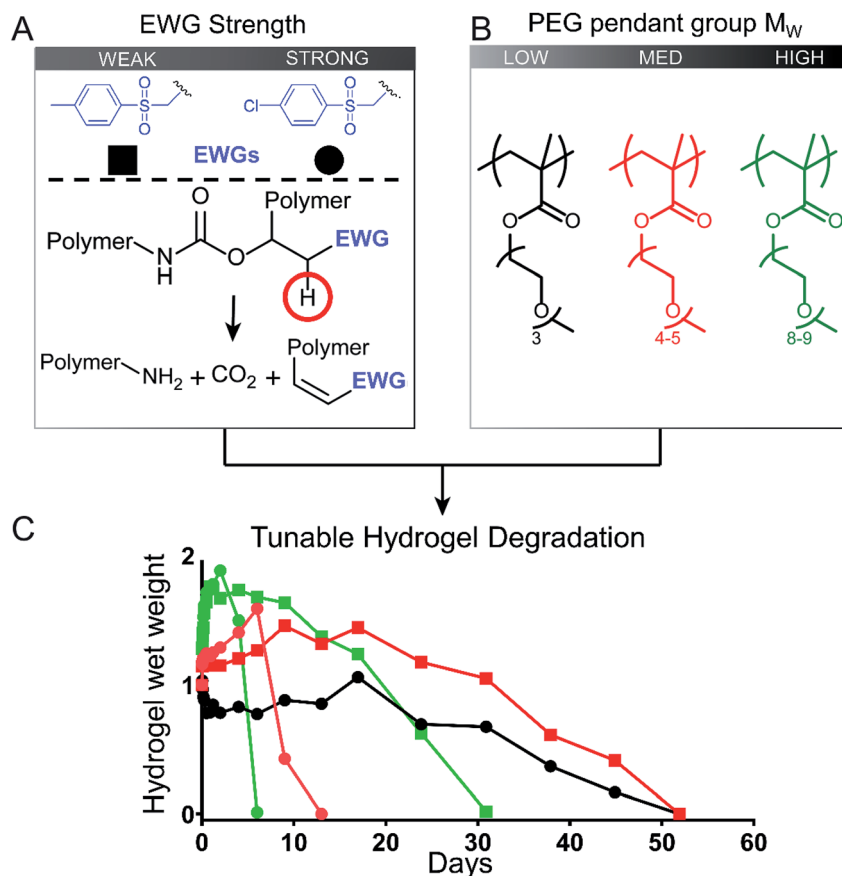 A
EWG Strength
WEAK
STRONG
S
O
O
Cl
S
O
O
EWGs
Polymer
O
Polymer
N
H
O
EWG
H
Polymer
Polymer
NH2 + CO2 +
EWG
B
PEG pendant group MW
LOW
MED
HIGH
O
O
O
3
O
O
O
4-5
O
O
O
8-9
C
Tunable Hydrogel Degradation
Hydrogel wet weight
2
1
0
0
10
20
30
40
50
60
Days